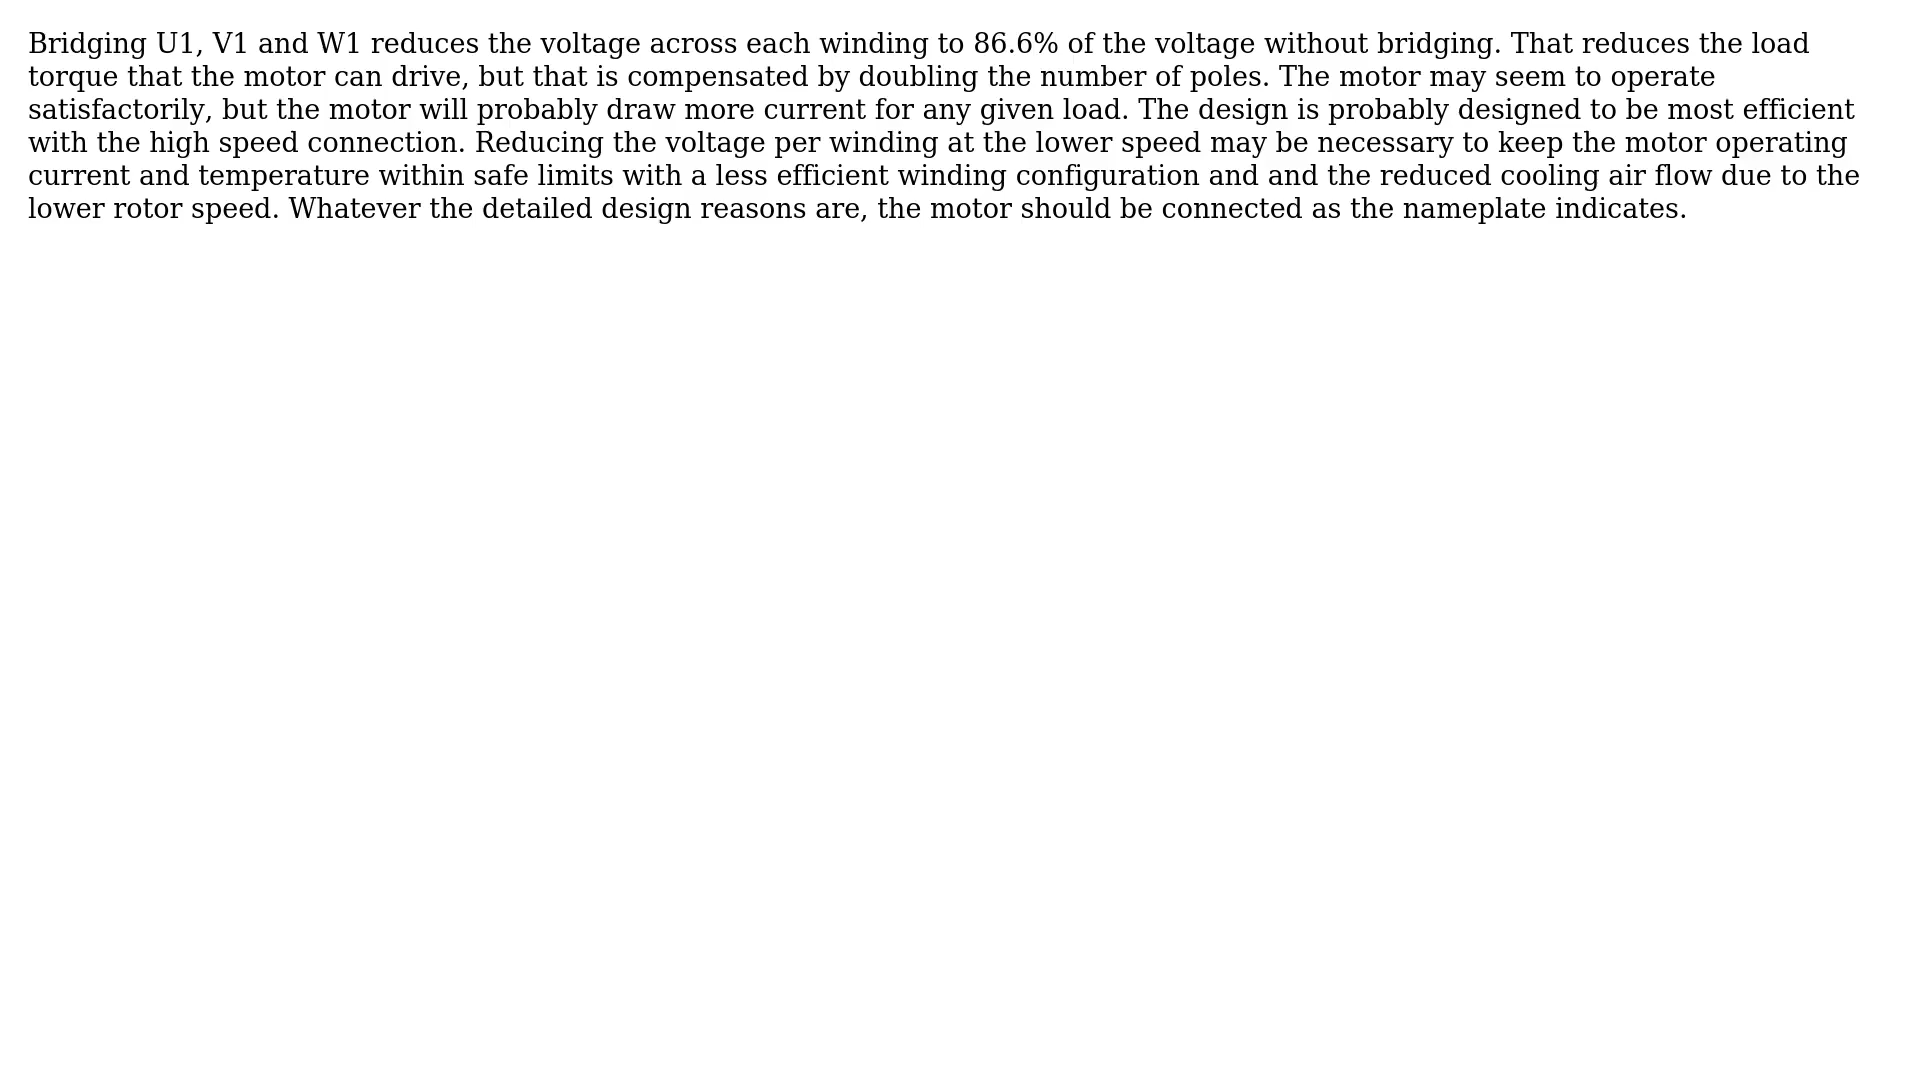 Bridging U1, V1 and W1 reduces the voltage across each winding to 86.6% of the voltage without bridging. That reduces the load
torque that the motor can drive, but that is compensated by doubling the number of poles. The motor may seem to operate
satisfactorily, but the motor will probably draw more current for any given load. The design is probably designed to be most efficient
with the high speed connection. Reducing the voltage per winding at the lower speed may be necessary to keep the motor operating
current and temperature within safe limits with a less efficient winding configuration and and the reduced cooling air flow due to the
lower rotor speed. Whatever the detailed design reasons are, the motor should be connected as the nameplate indicates.